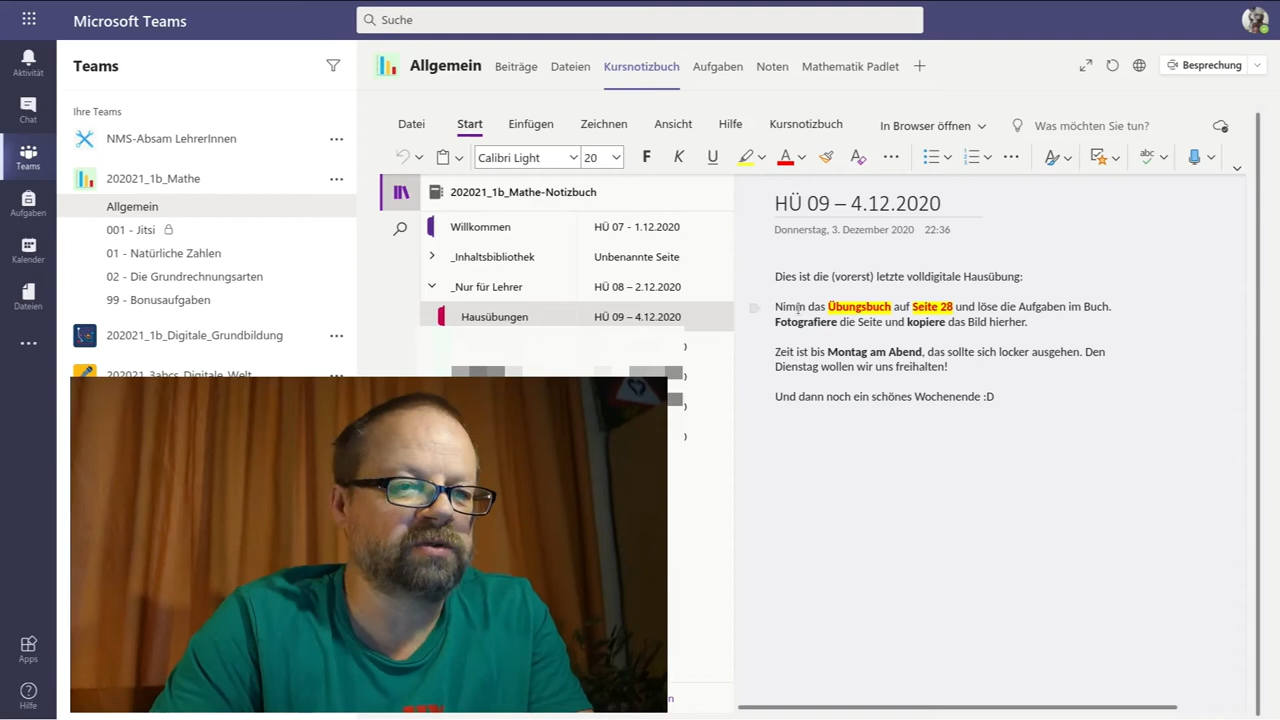 Microsoft Teams
Suche
Aktivität
Chat
Teams
Aufgaben
Kalender
Dateien
Apps
Hilfe
Teams
Ihre Teams
NMS-Absam LehrerInnen
202021_1b_Mathe
Allgemein
001 - Jitsi
01 - Natürliche Zahlen
02 - Die Grundrechnungsarten
99 - Bonusaufgaben
202021_1b_Digitale_Grundbildung
202021_3abcs_Digitale_Welt
Allgemein Beiträge Dateien Kursnotizbuch Aufgaben Noten Mathematik Padlet
Besprechung
Datei Start Einfügen Zeichnen Ansicht Hilfe Kursnotizbuch In Browser öffnen Was möchten Sie tun?
Calibri Light 20 F K U A abc
202021_1b_Mathe-Notizbuch
Willkommen HÜ 07 - 1.12.2020
_Inhaltsbibliothek Unbenannte Seite
_Nur für Lehrer HÜ 08 – 2.12.2020
Hausübungen HÜ 09 – 4.12.2020
HÜ 09 – 4.12.2020
Donnerstag, 3. Dezember 2020 22:36
Dies ist die (vorerst) letzte volldigitale Hausübung:
Nimm das Übungsbuch auf Seite 28 und löse die Aufgaben im Buch.
Fotografiere die Seite und kopiere das Bild hierher.
Zeit ist bis Montag am Abend, das sollte sich locker ausgehen. Den
Dienstag wollen wir uns freihalten!
Und dann noch ein schönes Wochenende :D